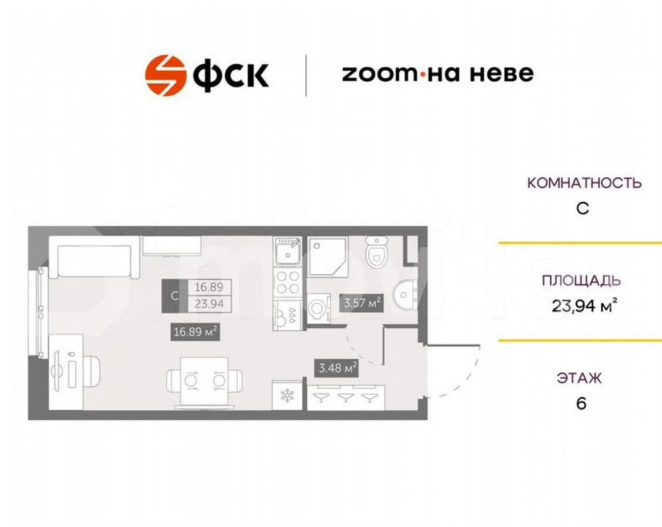 ФСК
zoom•на неве
КОМНАТНОСТЬ
С
ПЛОЩАДЬ
23,94 м²
ЭТАЖ
6
С
16.89
23.94
16.89 м²
3.57 м²
3.48 м²